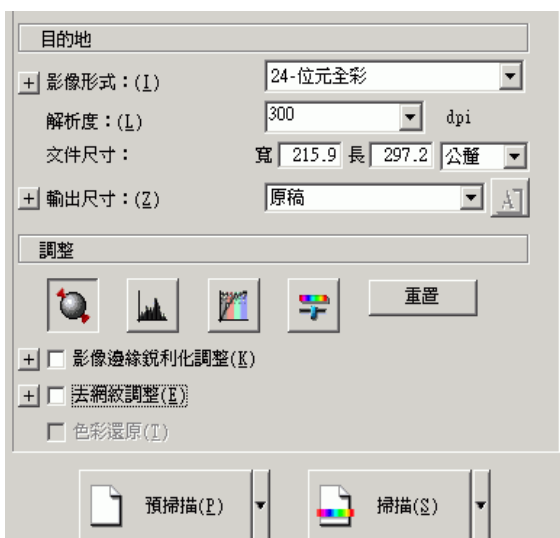 目的地
影像形式：(I) 24-位元全彩
解析度：(L) 300 dpi
文件尺寸： 寬 215.9 長 297.2 公釐
輸出尺寸：(Z) 原稿 A
調整
重置
影像邊緣銳利化調整(K)
去網紋調整(E)
色彩還原(T)
預掃描(P) 掃描(S)